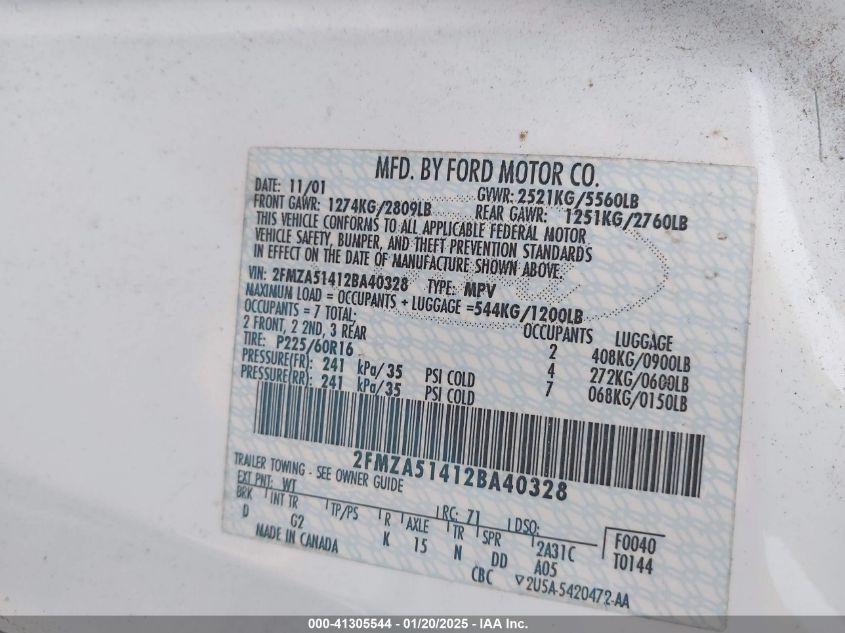 MFD. BY FORD MOTOR CO.
DATE: 11/01 GVWR: 2521KG/5560LB
FRONT GAWR: 1274KG/2809LB REAR GAWR: 1251KG/2760LB
THIS VEHICLE CONFORMS TO ALL APPLICABLE FEDERAL MOTOR
VEHICLE SAFETY, BUMPER, AND THEFT PREVENTION STANDARDS
IN EFFECT ON THE DATE OF MANUFACTURE SHOWN ABOVE.
VIN: 2FMZA51412BA40328 TYPE: MPV
MAXIMUM LOAD = OCCUPANTS + LUGGAGE =544KG/1200LB
OCCUPANTS = 7 TOTAL; OCCUPANTS LUGGAGE
2 FRONT, 2 2ND, 3 REAR 2 408KG/0900LB
TIRE: P225/60R16 4 272KG/0600LB
PRESSURE(FR): 241 kPa/35 PSI COLD 7 068KG/0150LB
PRESSURE(RR): 241 kPa/35 PSI COLD
2FMZA51412BA40328
TRAILER TOWING - SEE OWNER GUIDE
EXT PNT: WT RC: 71 DSO: F0040
BRK INT TR TP/PS R AXLE TR SPR 2A31C T0144
D G2 K 15 N DD A05
MADE IN CANADA CBC ▽2U5A-5420472-AA
000-41305544 / 01/20/2025 - IAA Inc.